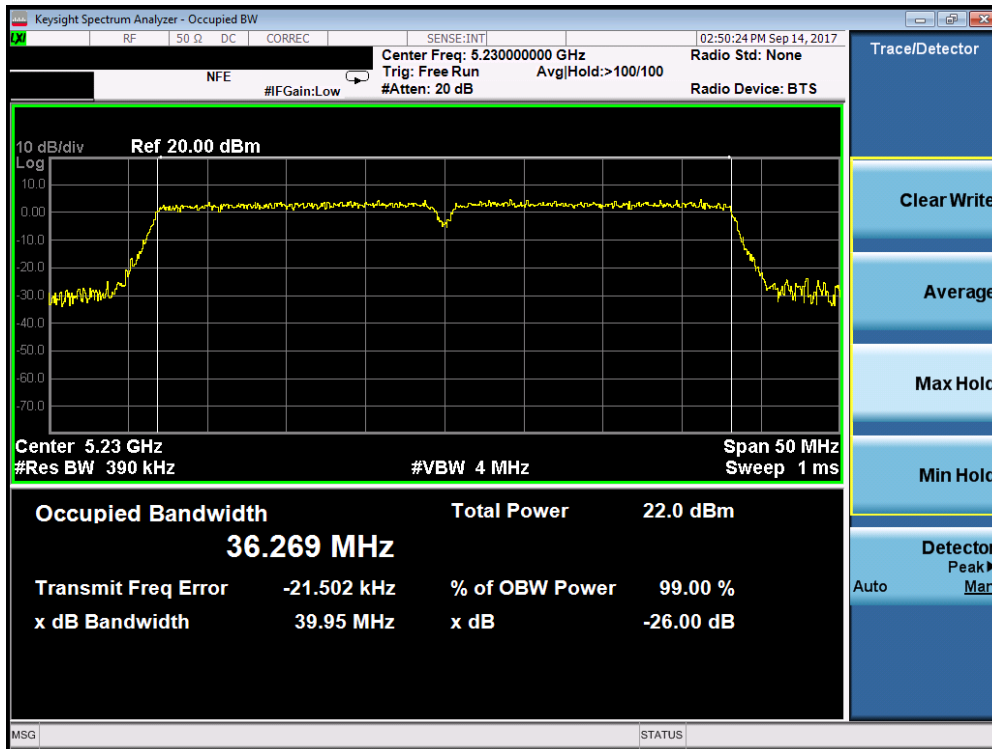 Keysight Spectrum Analyzer - Occupied BW
LXI RF 50 Ω DC CORREC SENSE:INT 02:50:24 PM Sep 14, 2017
Center Freq: 5.230000000 GHz Radio Std: None
NFE Trig: Free Run Avg|Hold:>100/100
#IFGain:Low #Atten: 20 dB Radio Device: BTS
10 dB/div Ref 20.00 dBm
Log
10.0
0.00
-10.0
-20.0
-30.0
-40.0
-50.0
-60.0
-70.0
Center 5.23 GHz Span 50 MHz
#Res BW 390 kHz #VBW 4 MHz Sweep 1 ms
Occupied Bandwidth Total Power 22.0 dBm
36.269 MHz
Transmit Freq Error -21.502 kHz % of OBW Power 99.00 %
x dB Bandwidth 39.95 MHz x dB -26.00 dB
MSG STATUS
Trace/Detector
Clear Write
Average
Max Hold
Min Hold
Detector
Peak
Auto Man